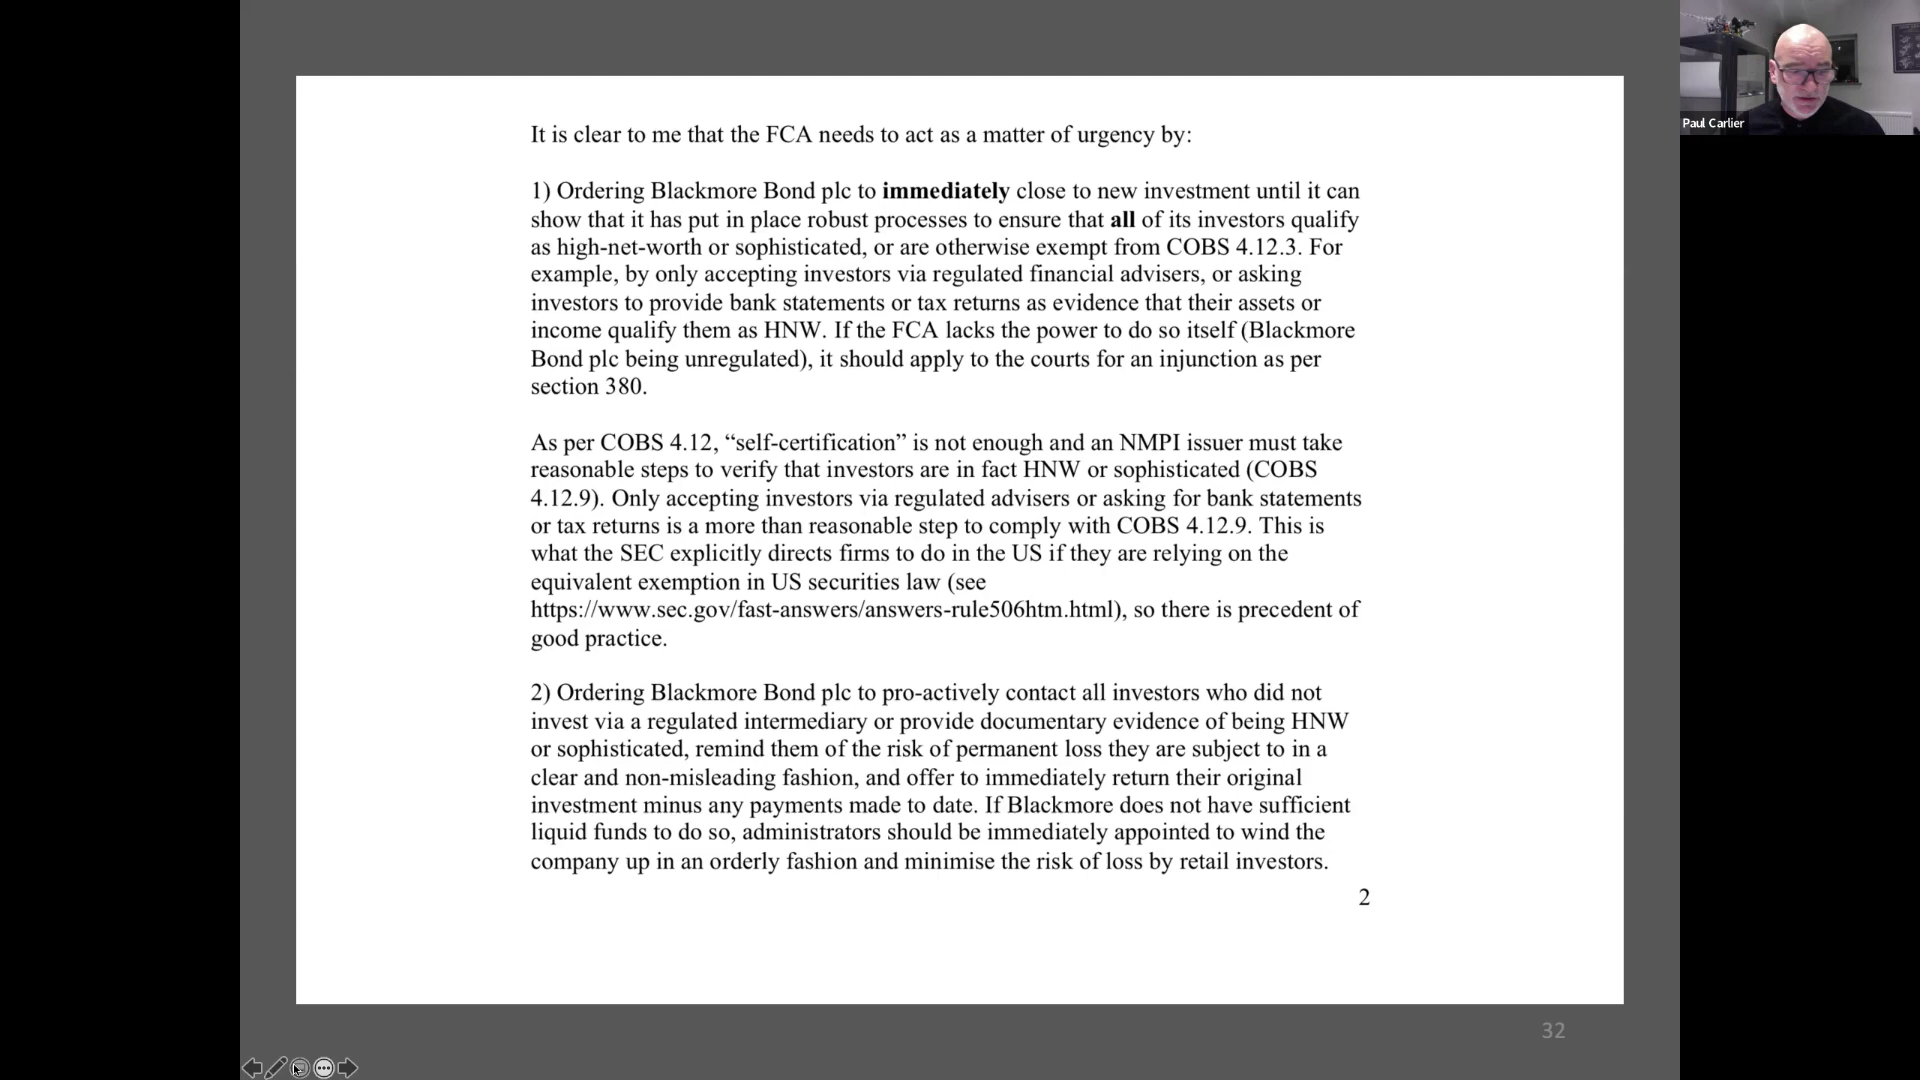 It is clear to me that the FCA needs to act as a matter of urgency by:
1) Ordering Blackmore Bond plc to immediately close to new investment until it can
show that it has put in place robust processes to ensure that all of its investors qualify
as high-net-worth or sophisticated, or are otherwise exempt from COBS 4.12.3. For
example, by only accepting investors via regulated financial advisers, or asking
investors to provide bank statements or tax returns as evidence that their assets or
income qualify them as HNW. If the FCA lacks the power to do so itself (Blackmore
Bond plc being unregulated), it should apply to the courts for an injunction as per
section 380.
As per COBS 4.12, “self-certification” is not enough and an NMPI issuer must take
reasonable steps to verify that investors are in fact HNW or sophisticated (COBS
4.12.9). Only accepting investors via regulated advisers or asking for bank statements
or tax returns is a more than reasonable step to comply with COBS 4.12.9. This is
what the SEC explicitly directs firms to do in the US if they are relying on the
equivalent exemption in US securities law (see
https://www.sec.gov/fast-answers/answers-rule506htm.html), so there is precedent of
good practice.
2) Ordering Blackmore Bond plc to pro-actively contact all investors who did not
invest via a regulated intermediary or provide documentary evidence of being HNW
or sophisticated, remind them of the risk of permanent loss they are subject to in a
clear and non-misleading fashion, and offer to immediately return their original
investment minus any payments made to date. If Blackmore does not have sufficient
liquid funds to do so, administrators should be immediately appointed to wind the
company up in an orderly fashion and minimise the risk of loss by retail investors.
2
32
Paul Carlier